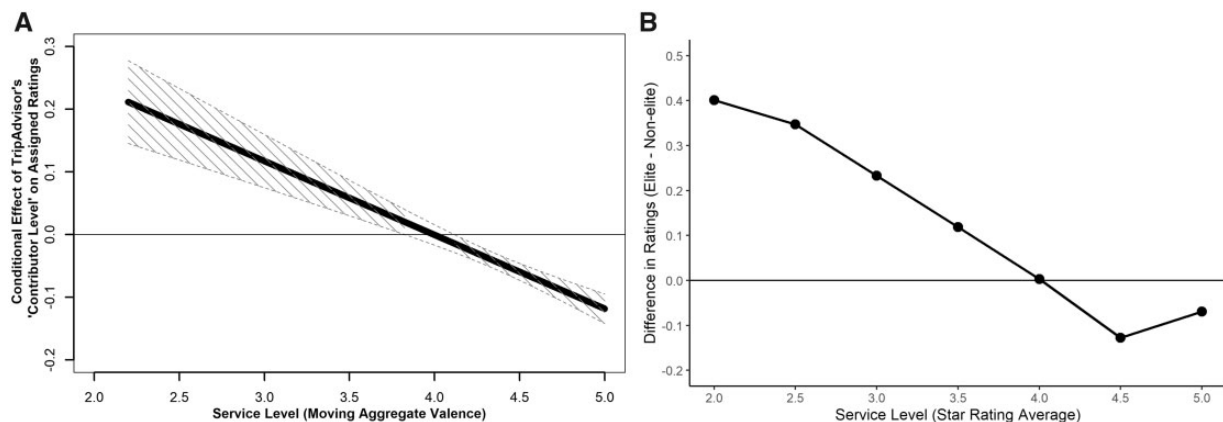 A
Conditional Effect of TripAdvisor's
'Contributor Level' on Assigned Ratings
0.3
0.2
0.1
0.0
-0.1
-0.2
2.0 2.5 3.0 3.5 4.0 4.5 5.0
Service Level (Moving Aggregate Valence)
B
Difference in Ratings (Elite - Non-elite)
0.5
0.4
0.3
0.2
0.1
0.0
-0.1
-0.2
2.0 2.5 3.0 3.5 4.0 4.5 5.0
Service Level (Star Rating Average)